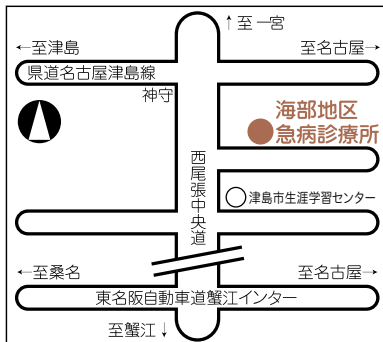 ↑至一宮
←至津島
至名古屋→
県道名古屋津島線
神守
海部地区
急病診療所
西尾張中央道
津島市生涯学習センター
←至桑名
至名古屋→
東名阪自動車道蟹江インター
至蟹江↓